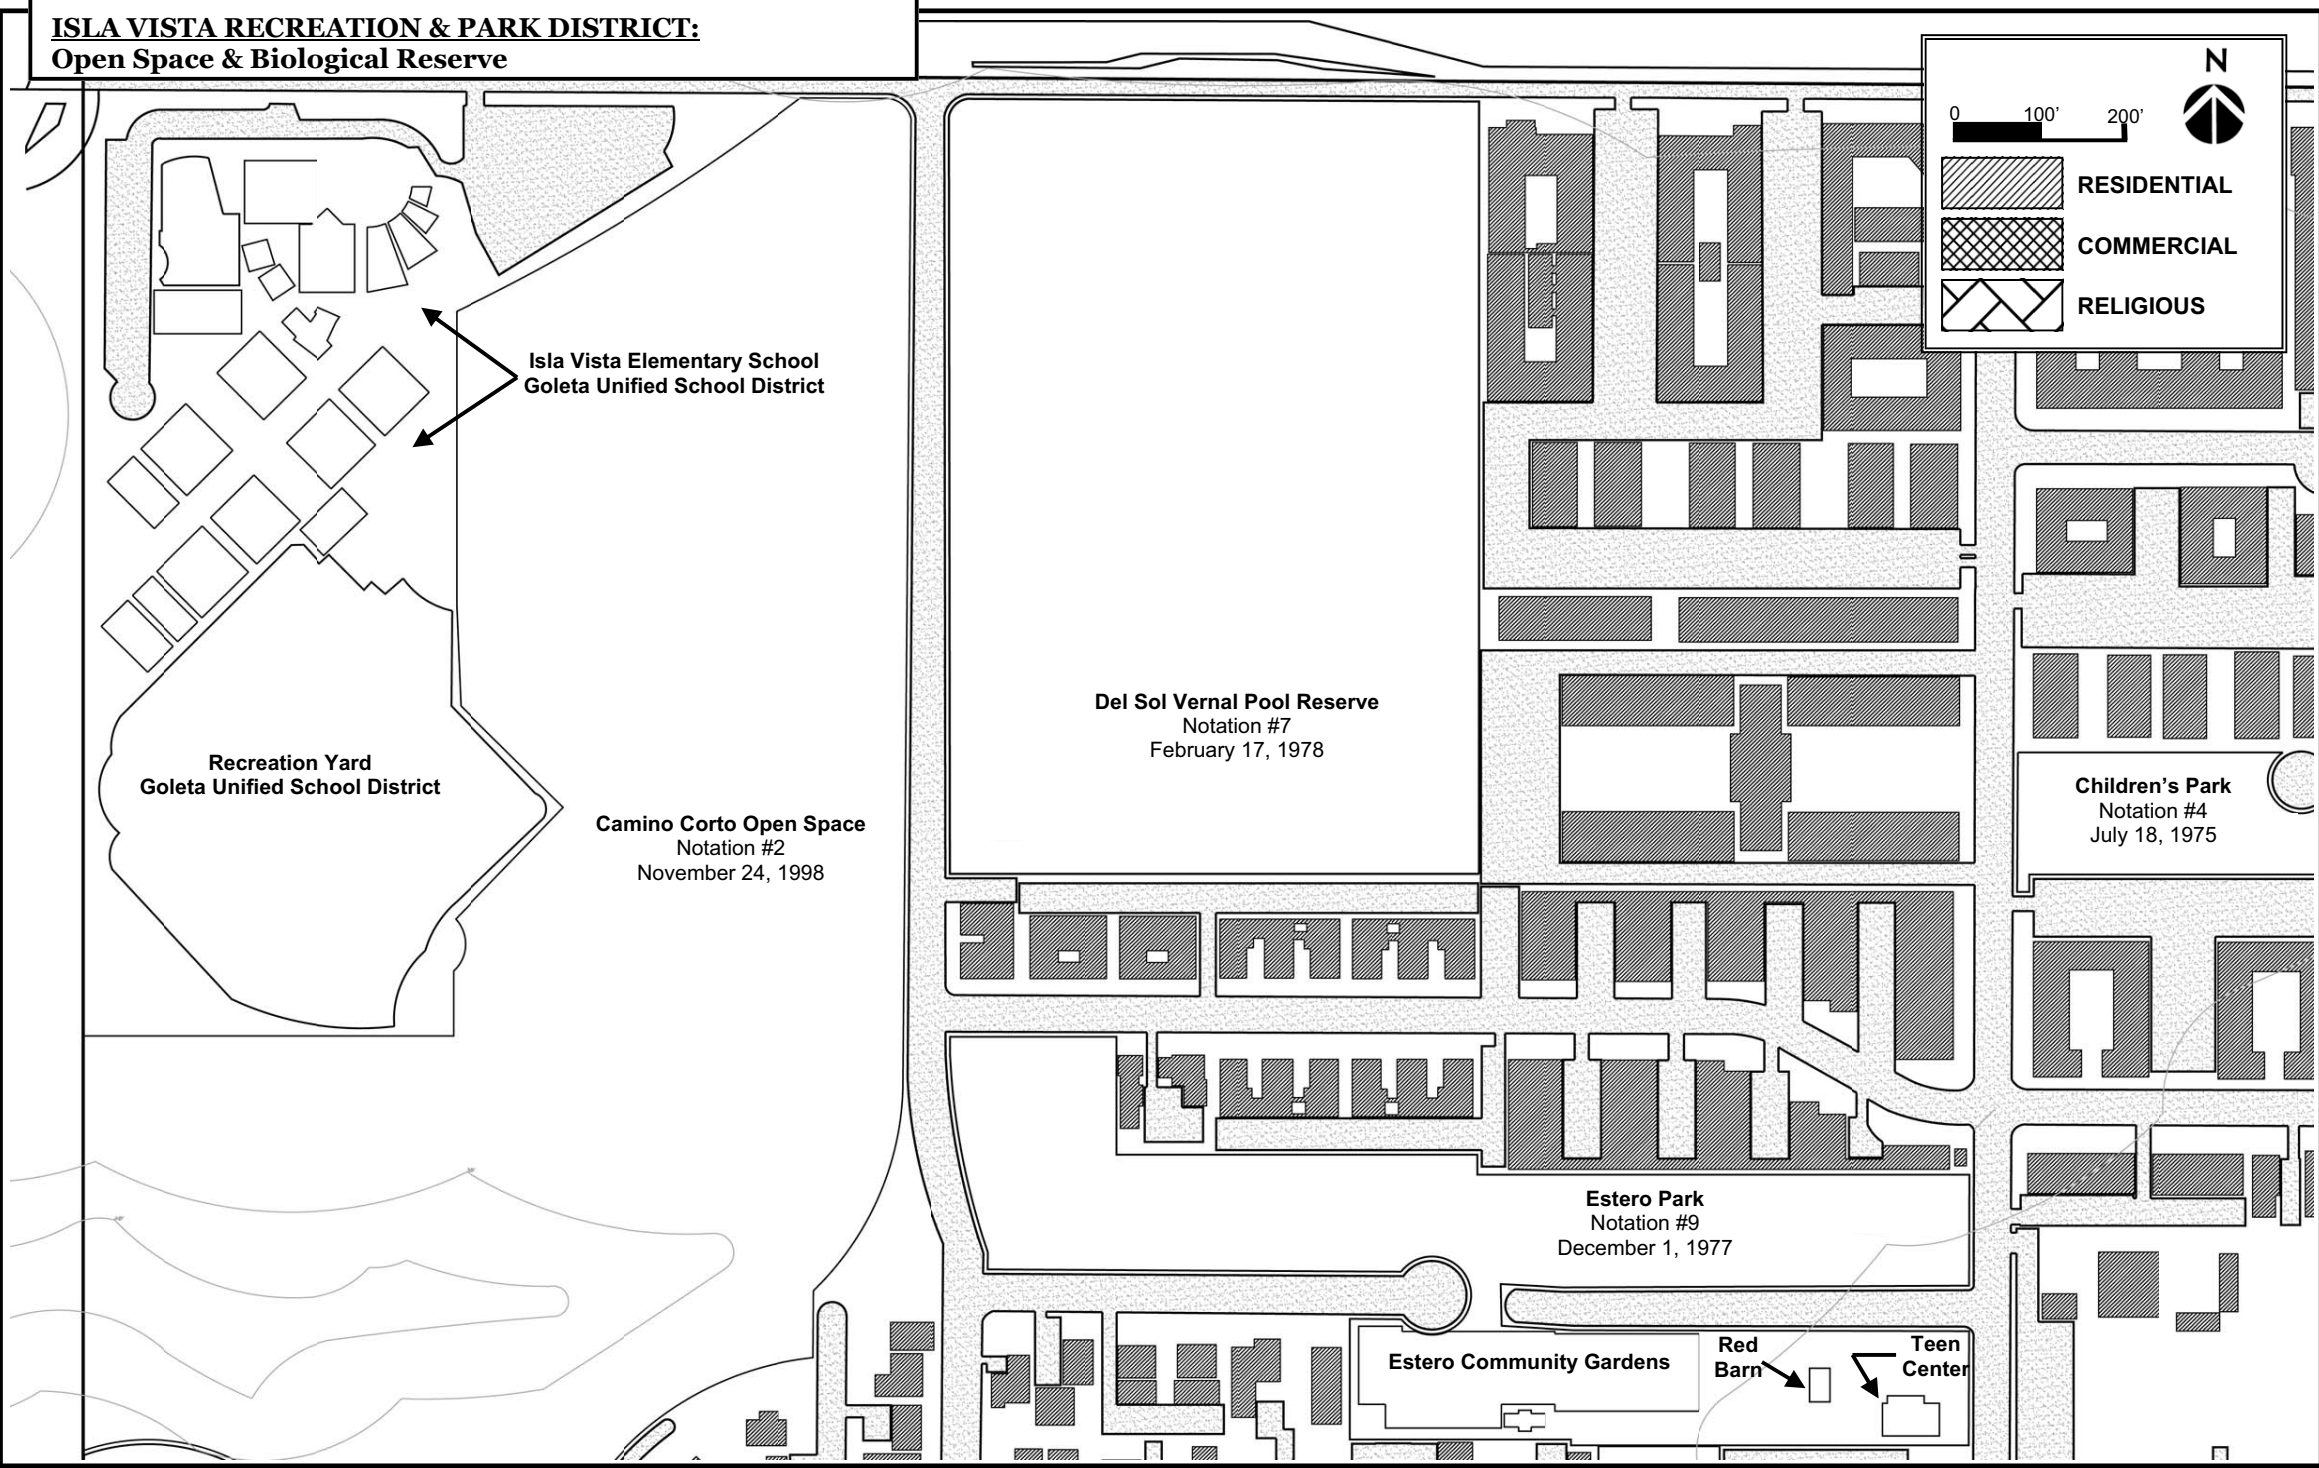 ISLA VISTA RECREATION & PARK DISTRICT:
Open Space & Biological Reserve
N
0 100’ 200’
RESIDENTIAL
COMMERCIAL
RELIGIOUS
Isla Vista Elementary School
Goleta Unified School District
Del Sol Vernal Pool Reserve
Notation #7
February 17, 1978
Recreation Yard
Goleta Unified School District
Camino Corto Open Space
Notation #2
November 24, 1998
Children’s Park
Notation #4
July 18, 1975
Estero Park
Notation #9
December 1, 1977
Estero Community Gardens
Red
Barn
Teen
Center